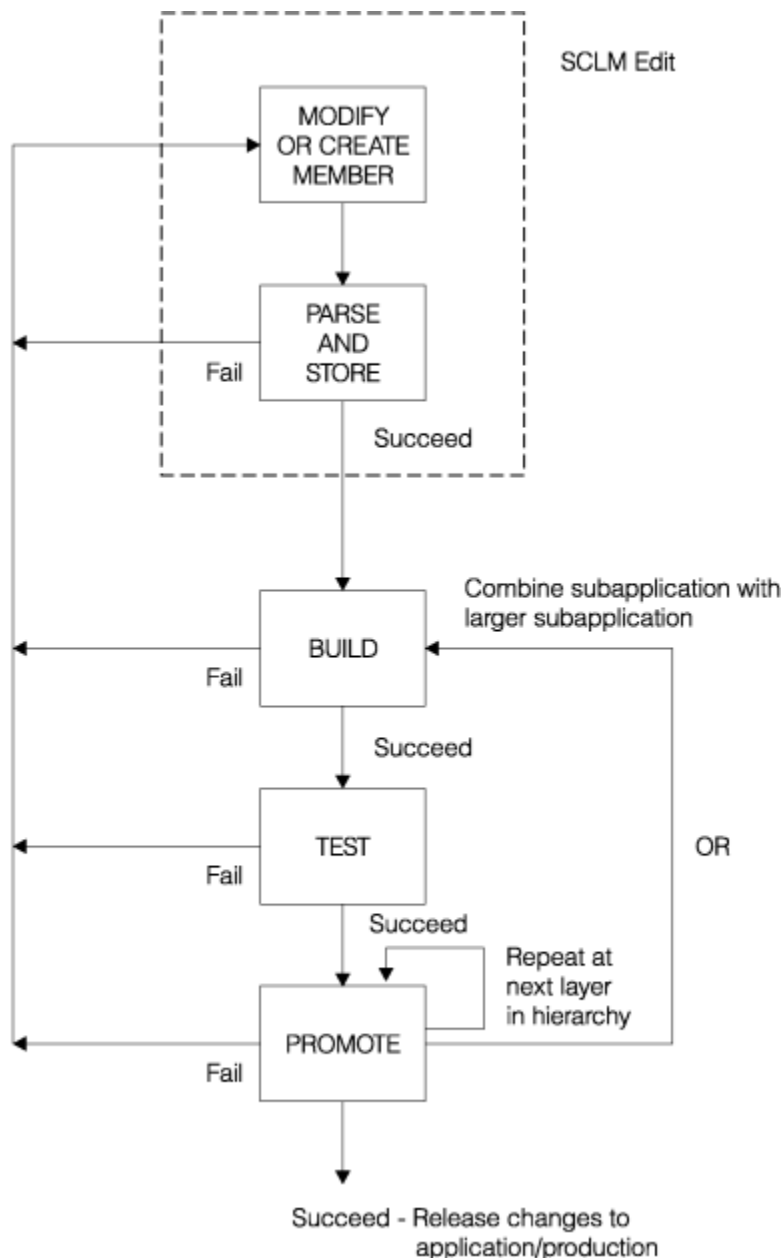 SCLM Edit
MODIFY
OR CREATE
MEMBER
PARSE
AND
STORE
Fail
Succeed
Combine subapplication with
larger subapplication
BUILD
Fail
Succeed
TEST
OR
Fail
Succeed
Repeat at
next layer
in hierarchy
PROMOTE
Fail
Succeed - Release changes to
application/production